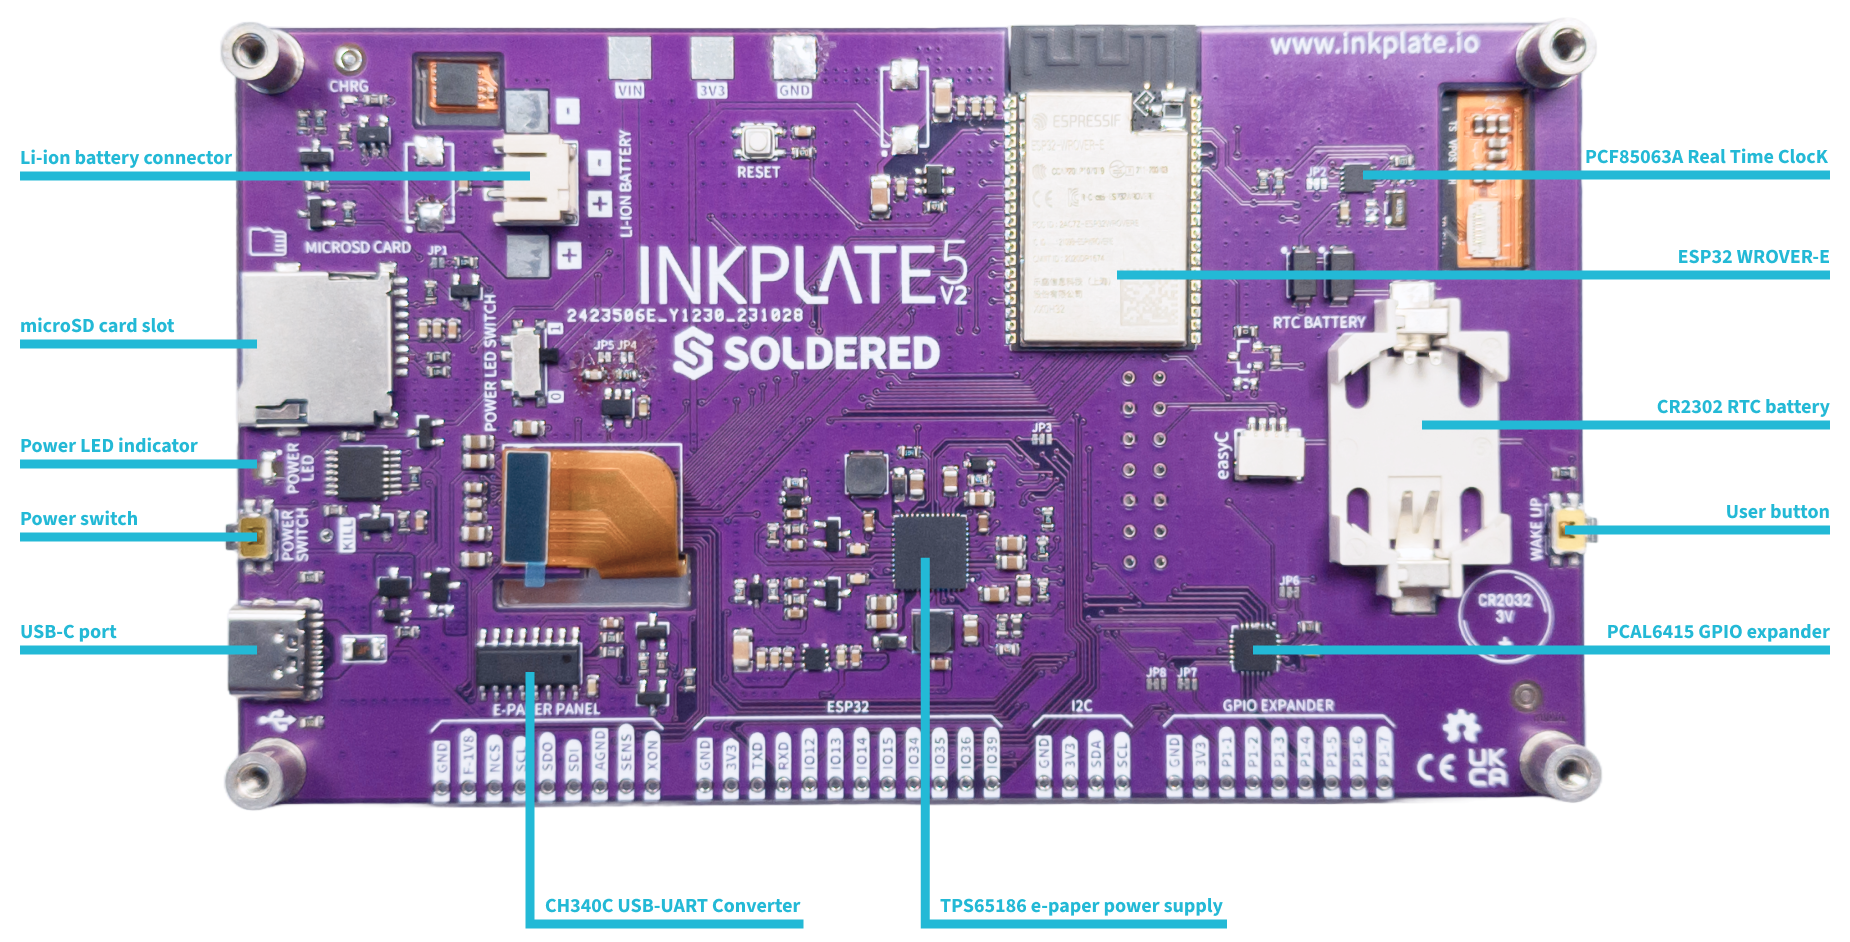 www.inkplate.io
CHRG
VIN
3V3
GND
-
-
+
+
LI-ION BATTERY
RESET
ESPRESSIF
ESP32-WROVER-E
JP2
Li-ion battery connector
PCF85063A Real Time ClocK
MICROSD CARD
JP1
INKPLATE 5
V2
2423506E_Y1230_231028
SOLDERED
ESP32 WROVER-E
RTC BATTERY
microSD card slot
POWER LED SWITCH
1
0
JP5 JP4
CR2302 RTC battery
Power LED indicator
POWER
LED
JP3
easyC
Power switch
POWER
SWITCH
KILL
User button
WAKE UP
JP6
CR2032
3V
+
USB-C port
PCAL6415 GPIO expander
JP8 JP7
E-PAPER PANEL
GND
F-1V8
NCS
SCL
SDO
SDI
AGND
SENS
XON
ESP32
GND
3V3
TXD
RXD
IO12
IO13
IO14
IO15
IO34
IO35
IO36
IO39
I2C
GND
3V3
SDA
SCL
GPIO EXPANDER
GND
3V3
P1-1
P1-2
P1-3
P1-4
P1-5
P1-6
P1-7
CE
UK
CA
CH340C USB-UART Converter
TPS65186 e-paper power supply